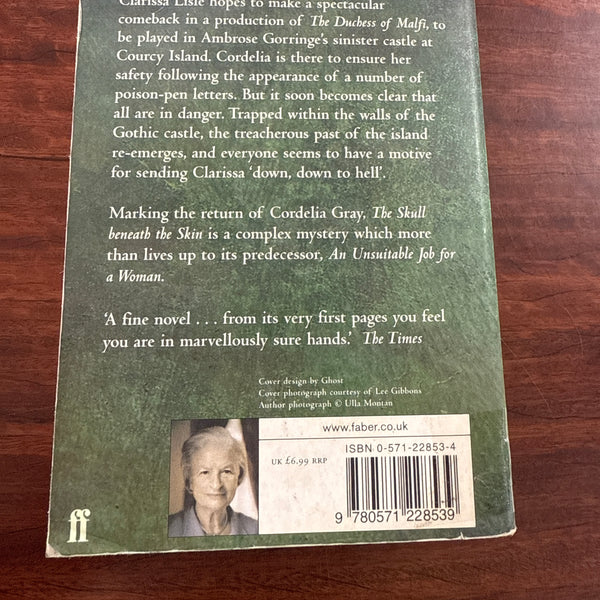 Clarissa Lisle hopes to make a spectacular
comeback in a production of The Duchess of Malfi, to
be played in Ambrose Gorringe's sinister castle at
Courcy Island. Cordelia is there to ensure her
safety following the appearance of a number of
poison-pen letters. But it soon becomes clear that
all are in danger. Trapped within the walls of the
Gothic castle, the treacherous past of the island
re-emerges, and everyone seems to have a motive
for sending Clarissa 'down, down to hell'.
Marking the return of Cordelia Gray, The Skull
beneath the Skin is a complex mystery which more
than lives up to its predecessor, An Unsuitable Job for
a Woman.
'A fine novel . . . from its very first pages you feel
you are in marvellously sure hands.' The Times
Cover design by Ghost
Cover photograph courtesy of Lee Gibbons
Author photograph © Ulla Montan
www.faber.co.uk
ISBN 0-571-22853-4
UK £6.99 RRP
9 780571 228539
ff